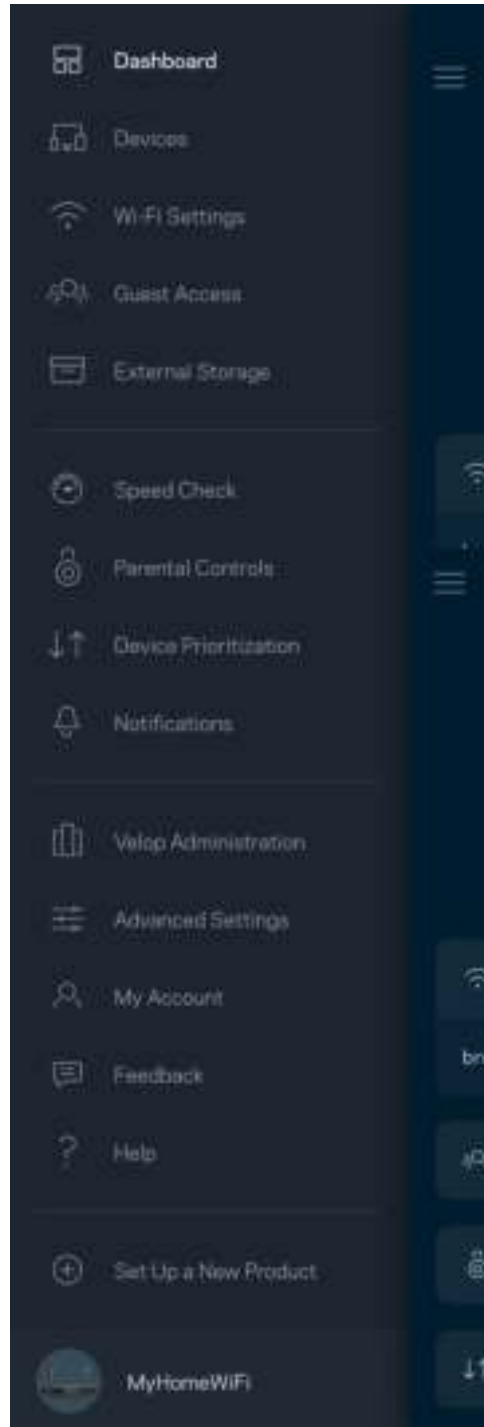 Dashboard
Devices
Wi-Fi Settings
Guest Access
External Storage
Speed Check
Parental Controls
Device Prioritization
Notifications
Velop Administration
Advanced Settings
My Account
Feedback
Help
Set Up a New Product
MyHomeWiFi